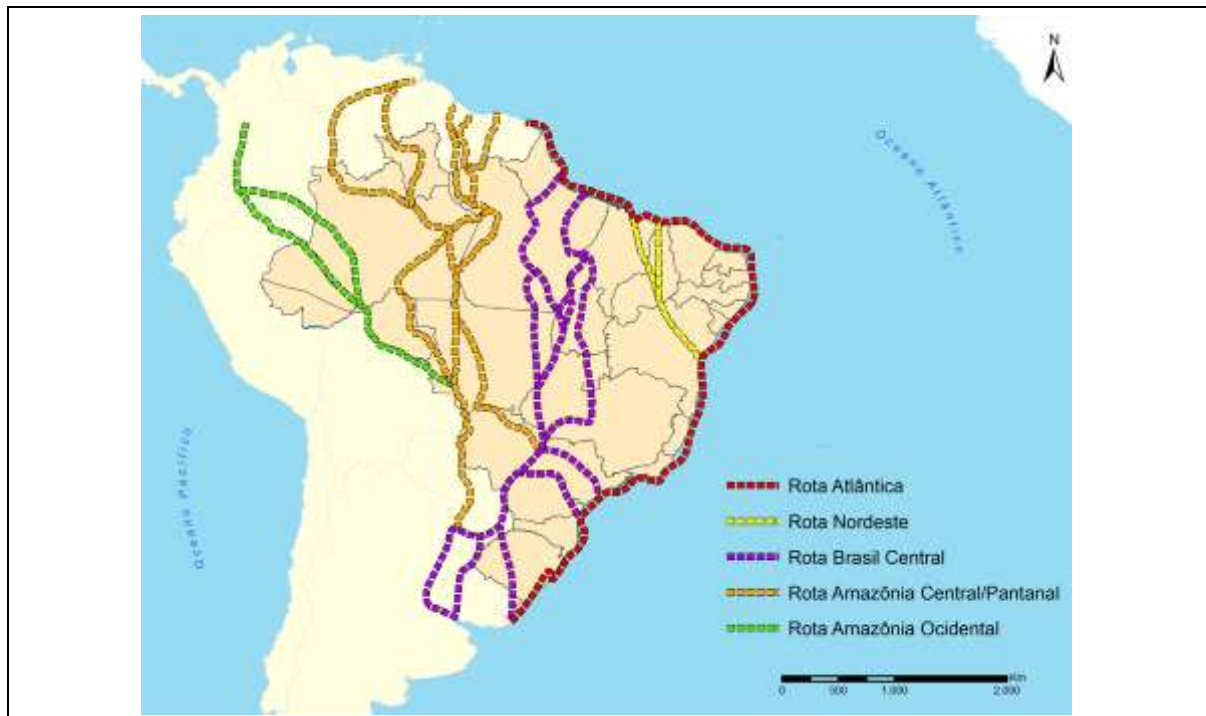 N
Oceano Atlântico
Oceano Pacífico
Rota Atlântica
Rota Nordeste
Rota Brasil Central
Rota Amazônia Central/Pantanal
Rota Amazônia Ocidental
Km
0 500 1.000 2.000